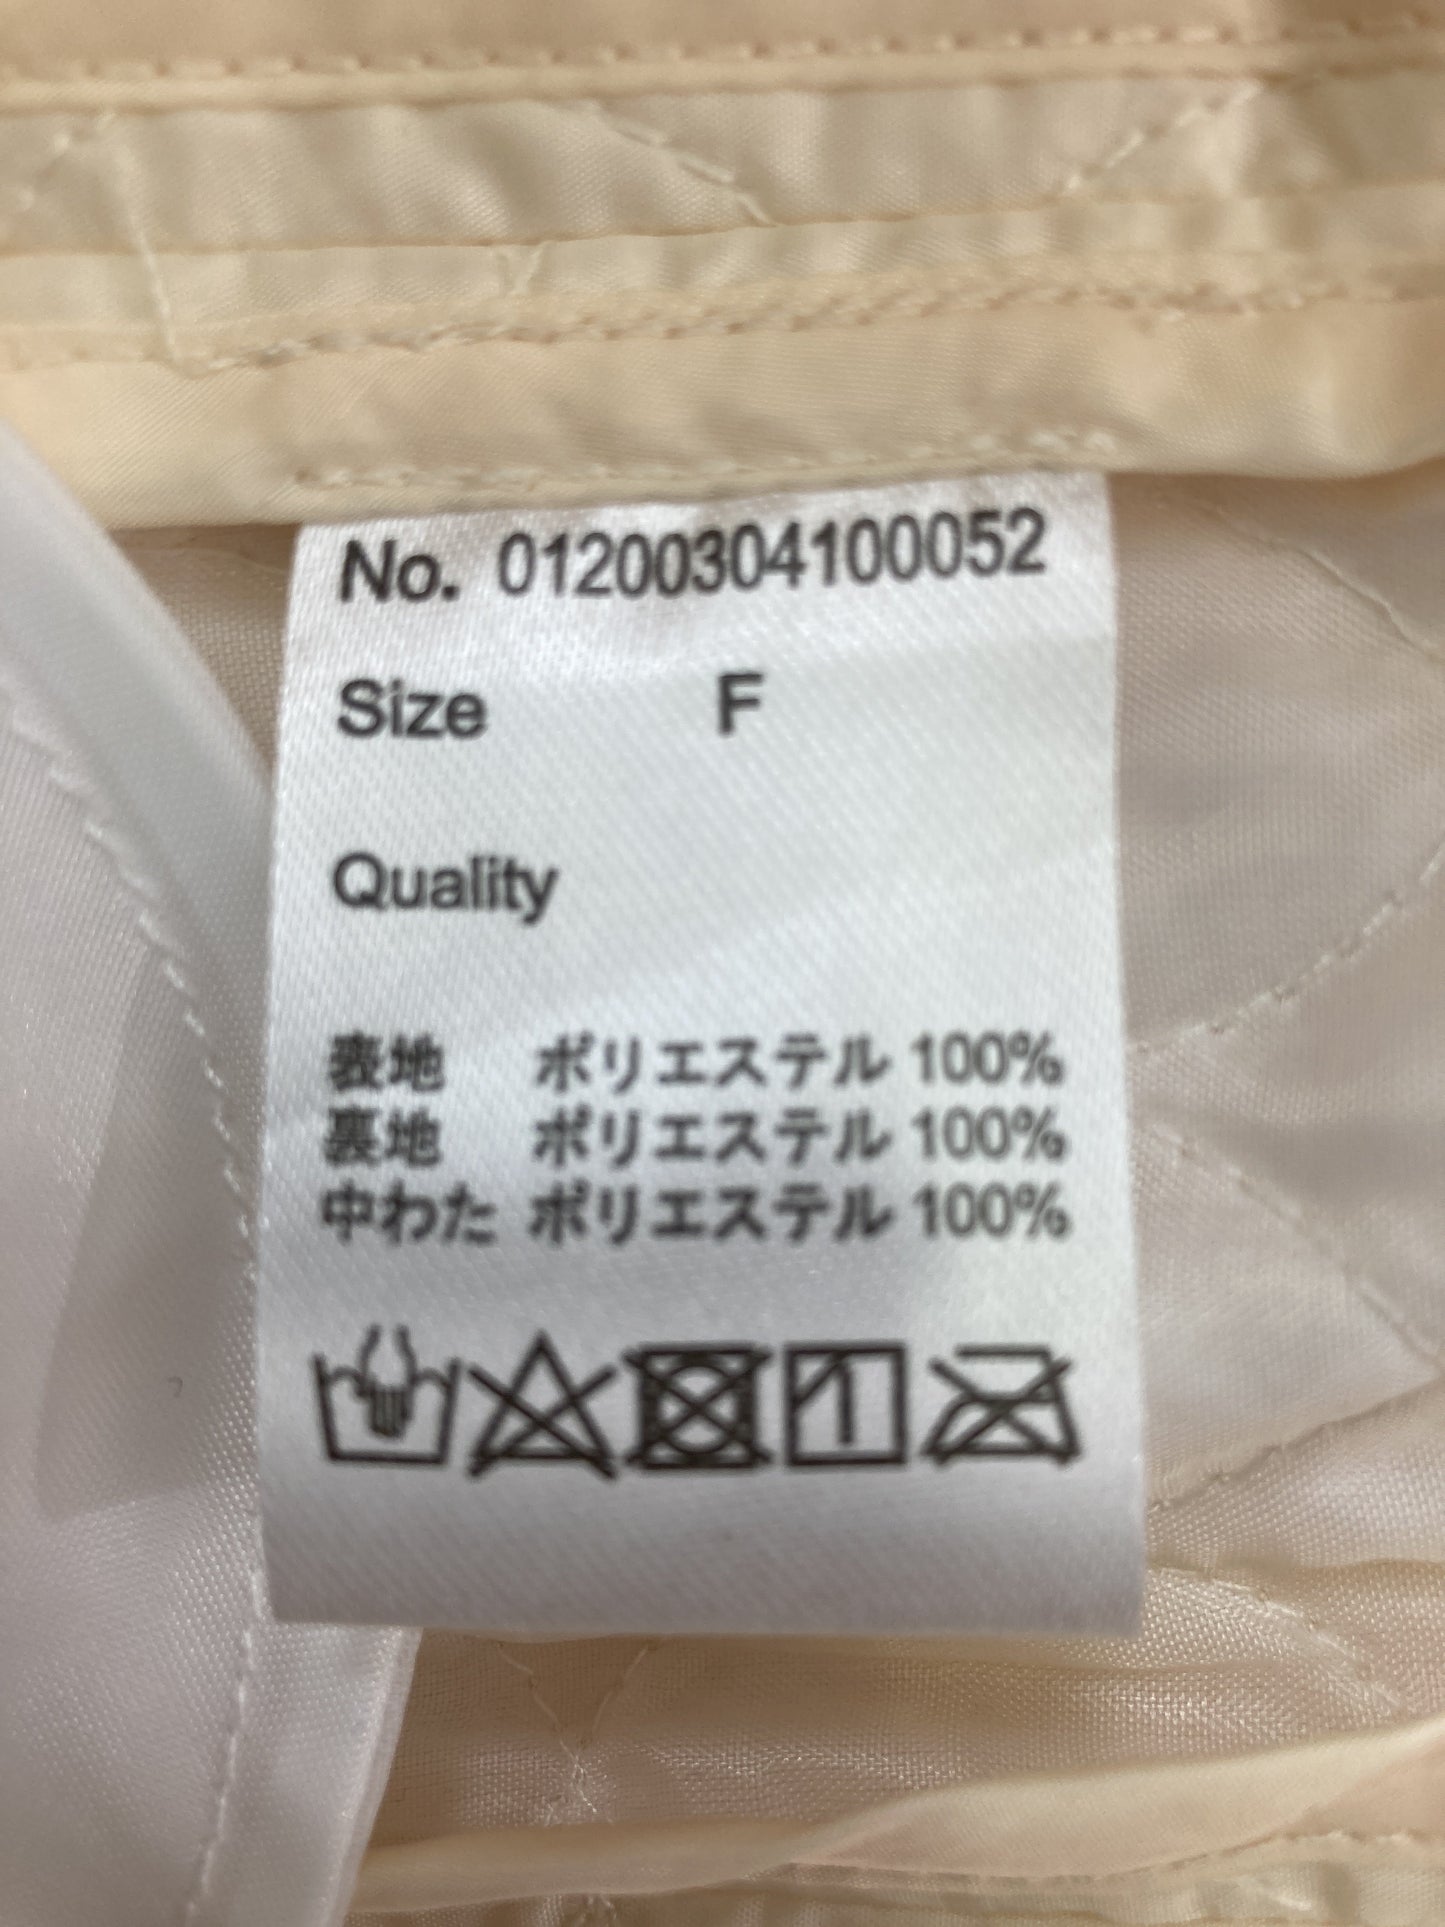 No. 01200304100052
Size F
Quality
表地 ポリエステル 100%
裏地 ポリエステル 100%
中わた ポリエステル 100%